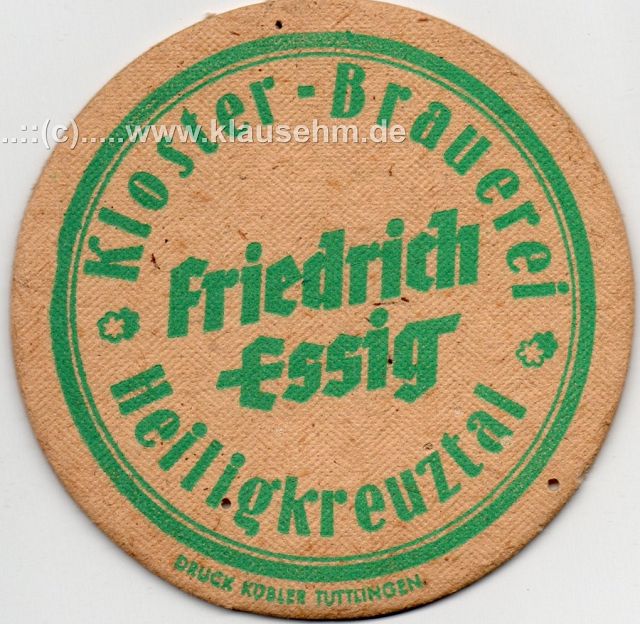 ...::(c).....www.klausehm.de
Kloster-Brauerei
Friedrich
Essig
Heiligkreuztal
DRUCK KÜBLER TUTTLINGEN